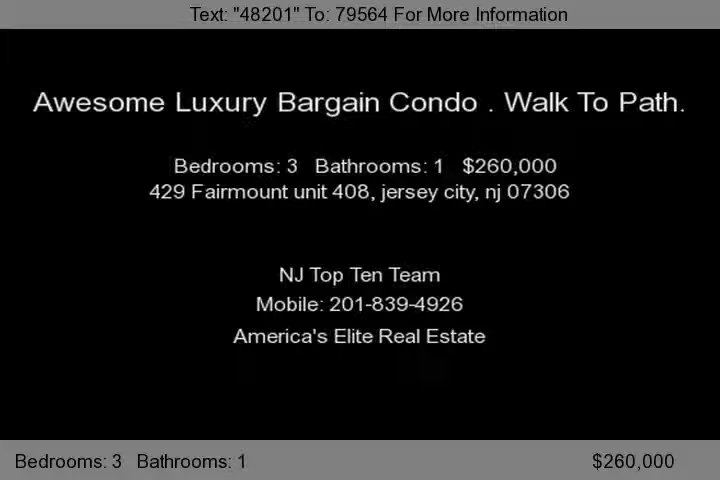 Text: "48201" To: 79564 For More Information
Awesome Luxury Bargain Condo . Walk To Path.
Bedrooms: 3 Bathrooms: 1 $260,000
429 Fairmount unit 408, jersey city, nj 07306
NJ Top Ten Team
Mobile: 201-839-4926
America's Elite Real Estate
Bedrooms: 3 Bathrooms: 1 $260,000